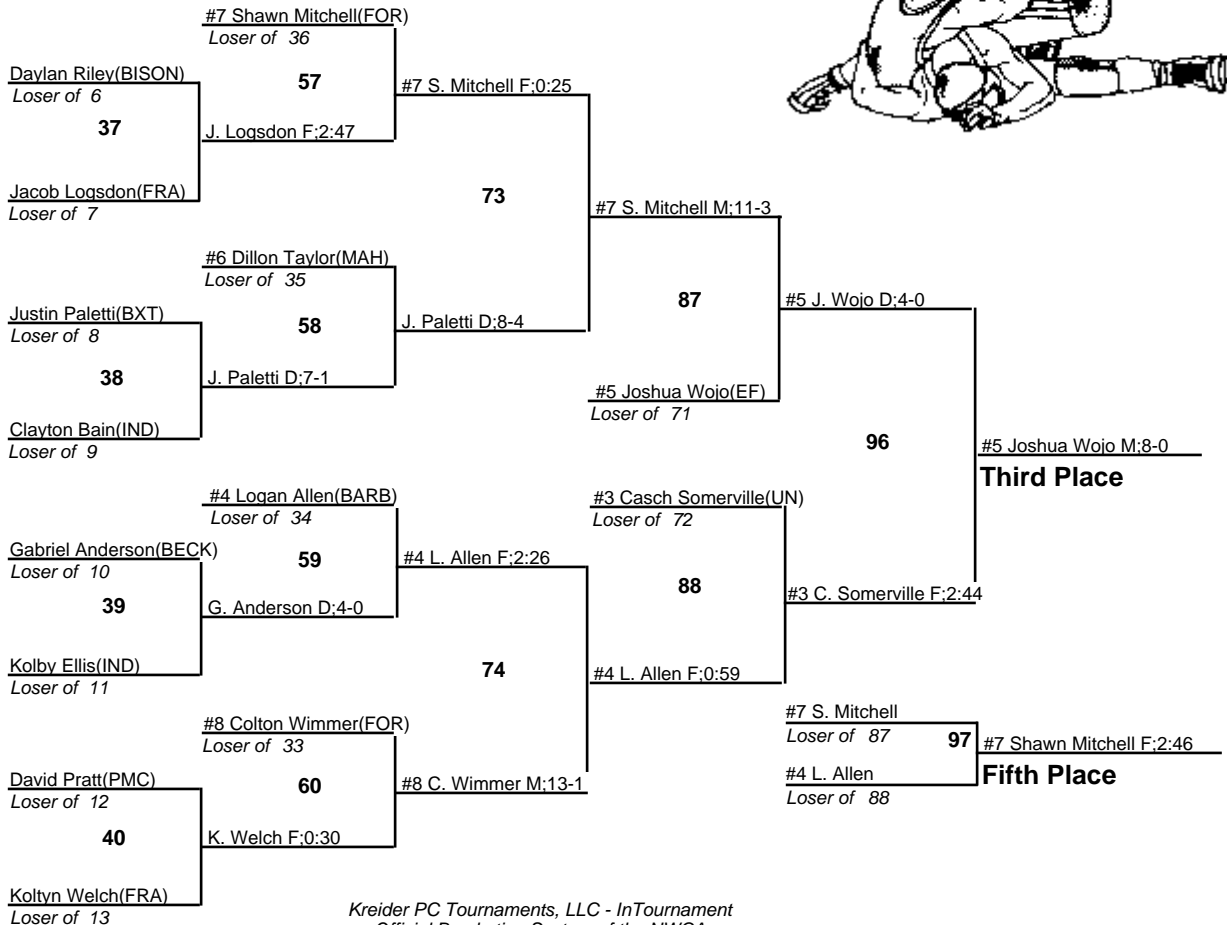 #7 Shawn Mitchell(FOR)
Loser of 36
Daylan Riley(BISON)
Loser of 6
57
#7 S. Mitchell F;0:25
37
J. Logsdon F;2:47
Jacob Logsdon(FRA)
Loser of 7
73
#7 S. Mitchell M;11-3
#6 Dillon Taylor(MAH)
Loser of 35
Justin Paletti(BXT)
Loser of 8
58
J. Paletti D;8-4
87
#5 J. Wojo D;4-0
38
J. Paletti D;7-1
#5 Joshua Wojo(EF)
Loser of 71
Clayton Bain(IND)
Loser of 9
96
#5 Joshua Wojo M;8-0
Third Place
#4 Logan Allen(BARB)
Loser of 34
#3 Casch Somerville(UN)
Loser of 72
Gabriel Anderson(BECK)
Loser of 10
59
#4 L. Allen F;2:26
88
#3 C. Somerville F;2:44
39
G. Anderson D;4-0
Kolby Ellis(IND)
Loser of 11
74
#4 L. Allen F;0:59
#8 Colton Wimmer(FOR)
Loser of 33
#7 S. Mitchell
Loser of 87
97
#7 Shawn Mitchell F;2:46
Fifth Place
David Pratt(PMC)
Loser of 12
60
#8 C. Wimmer M;13-1
#4 L. Allen
Loser of 88
40
K. Welch F;0:30
Koltyn Welch(FRA)
Loser of 13
Kreider PC Tournaments, LLC - InTournament